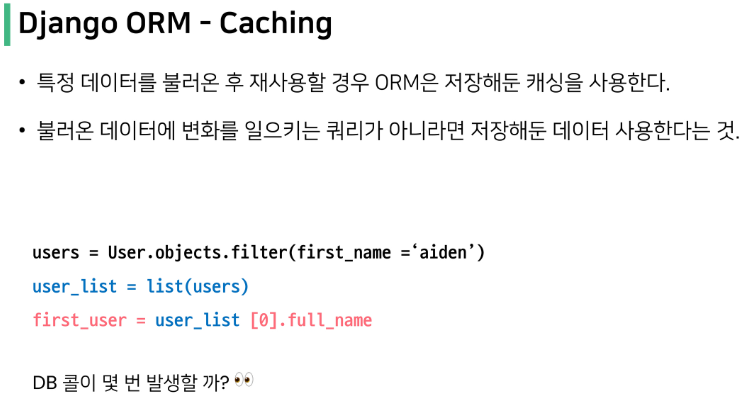 Django ORM - Caching
• 특정 데이터를 불러온 후 재사용할 경우 ORM은 저장해둔 캐싱을 사용한다.
• 불러온 데이터에 변화를 일으키는 쿼리가 아니라면 저장해둔 데이터 사용한다는 것.
users = User.objects.filter(first_name =‘aiden’)
user_list = list(users)
first_user = user_list [0].full_name
DB 콜이 몇 번 발생할 까? 👀